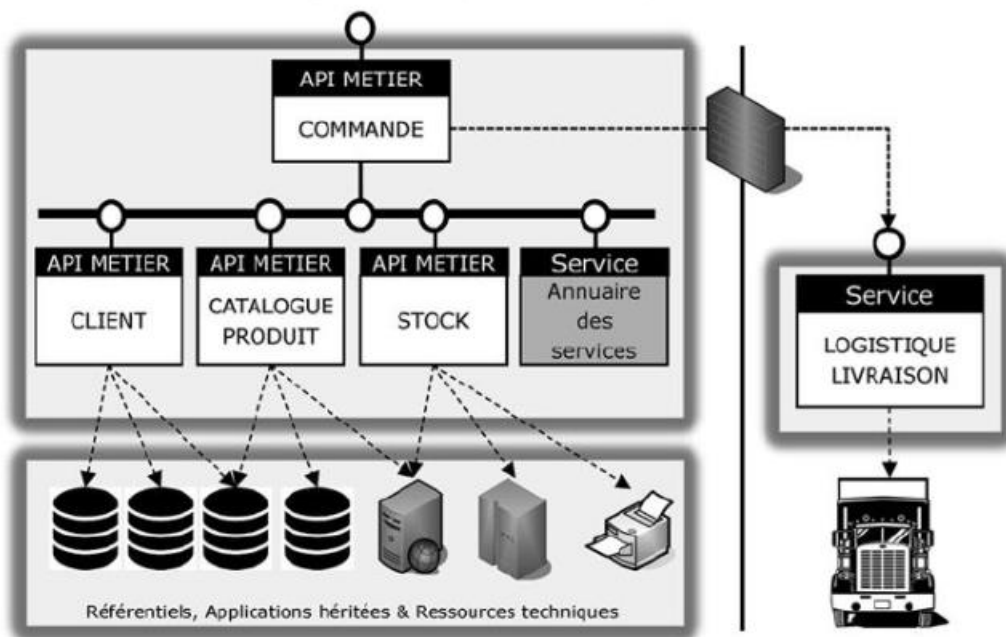 API METIER
COMMANDE
API METIER
CLIENT
API METIER
CATALOGUE
PRODUIT
API METIER
STOCK
Service
Annuaire
des
services
Service
LOGISTIQUE
LIVRAISON
Référentiels, Applications héritées & Ressources techniques